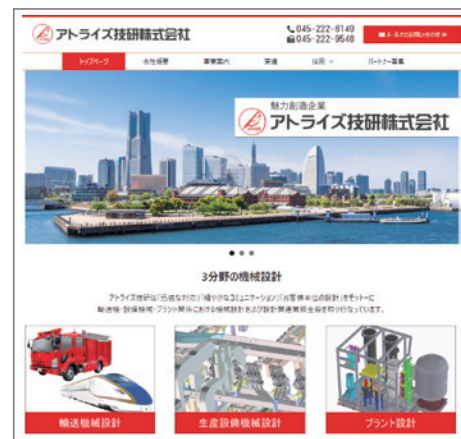 アトライズ技研株式会社
045-222-8149
045-222-9548
メールでのお問い合わせ
トップページ 会社概要 事業案内 実績 採用 パートナー募集
魅力創造企業
アトライズ技研株式会社
3分野の機械設計
アトライズ技研は「迅速な対応」「細やかなコミュニケーション」「お客様本位の設計」をモットーに
輸送機・設備機械・プラント関係における機械設計および設計関連業務全般を取り行なっています。
輸送機械設計
生産設備機械設計
プラント設計